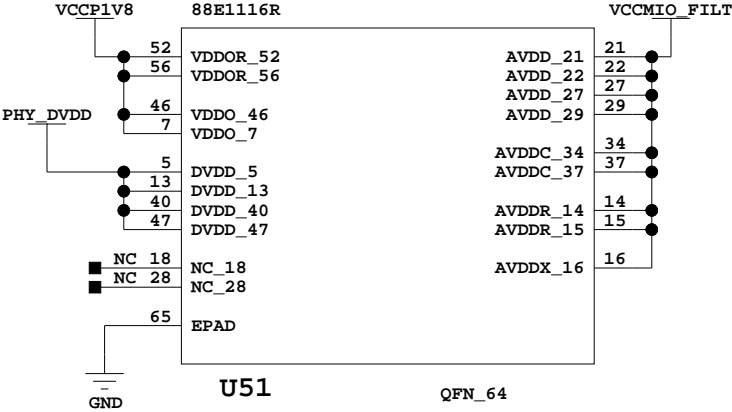 VCCP1V8 88E1116R VCCMIO_FILT
52 VDDOR_52 AVDD_21 21
56 VDDOR_56 AVDD_22 22
AVDD_27 27
46 VDDO_46 AVDD_29 29
PHY_DVDD
7 VDDO_7
AVDDC_34 34
5 DVDD_5 AVDDC_37 37
13 DVDD_13
40 DVDD_40 AVDDR_14 14
47 DVDD_47 AVDDR_15 15
NC 18 NC_18 AVDDX_16 16
NC 28 NC_28
65 EPAD
U51 QFN_64
GND